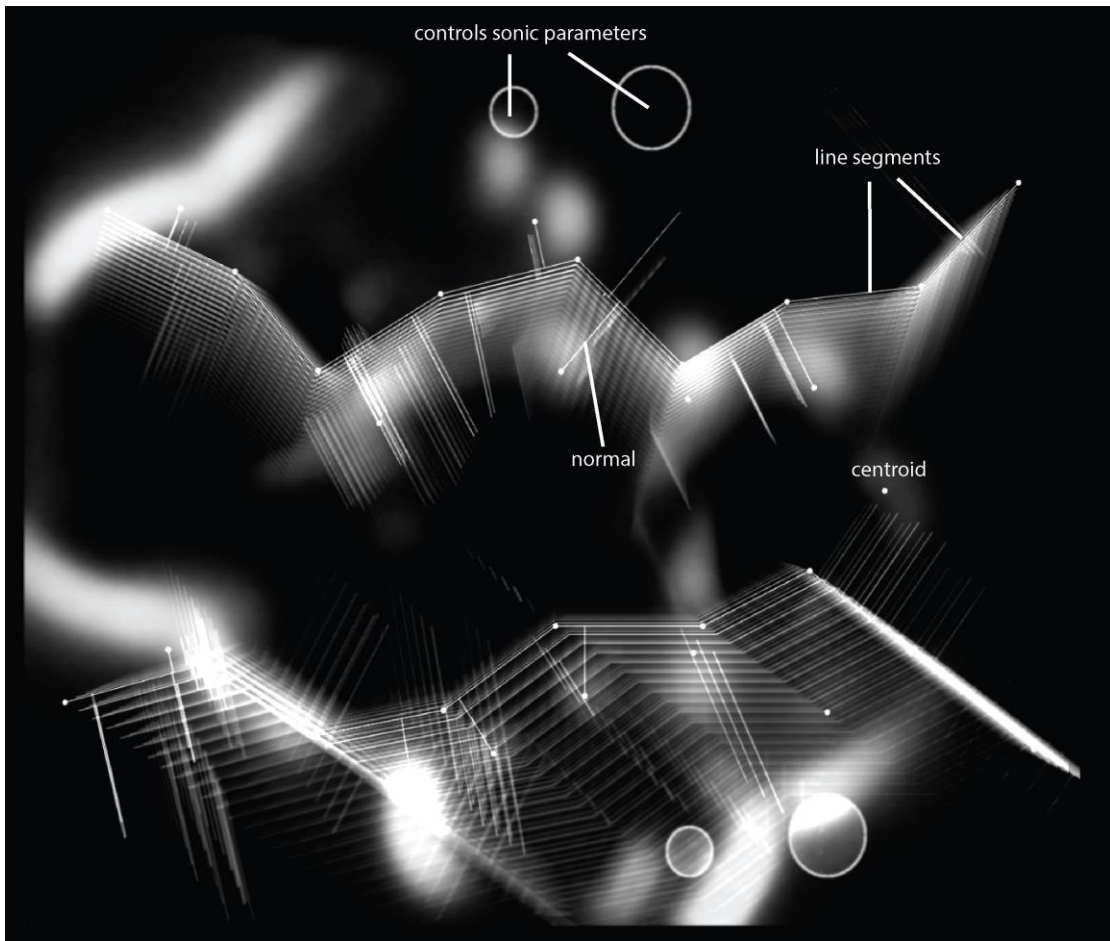 controls sonic parameters
line segments
normal
centroid